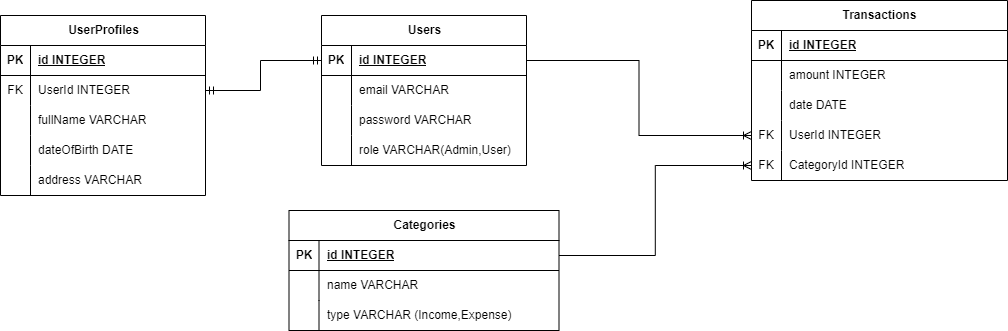 UserProfiles
PK id INTEGER
FK UserId INTEGER
fullName VARCHAR
dateOfBirth DATE
address VARCHAR
Users
PK id INTEGER
email VARCHAR
password VARCHAR
role VARCHAR(Admin,User)
Transactions
PK id INTEGER
amount INTEGER
date DATE
FK UserId INTEGER
FK CategoryId INTEGER
Categories
PK id INTEGER
name VARCHAR
type VARCHAR (Income,Expense)